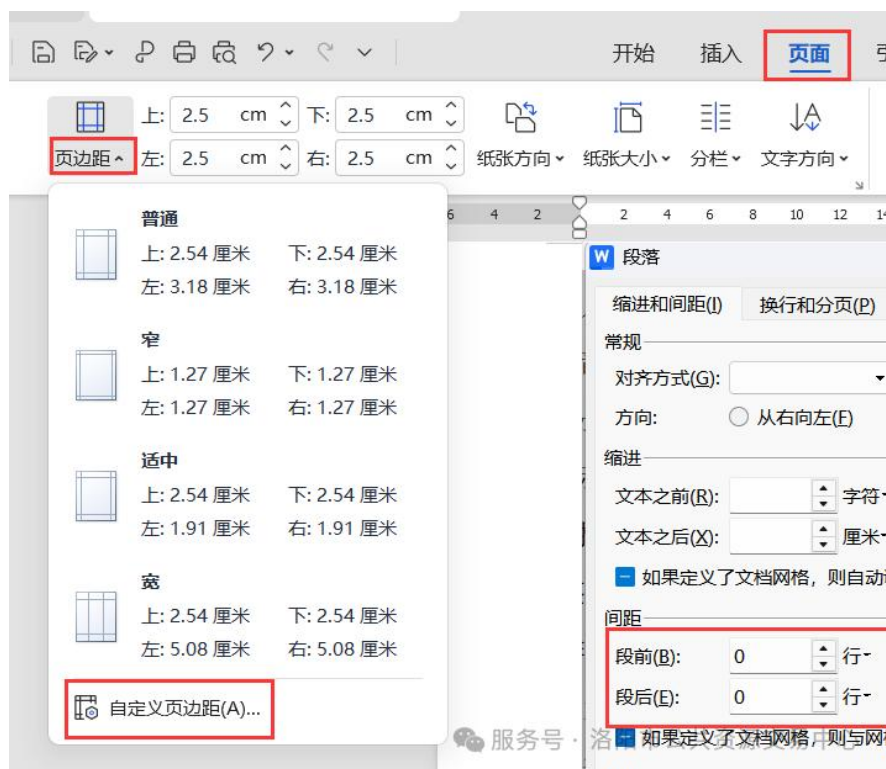 开始 插入 页面
上: 2.5 cm 下: 2.5 cm
页边距 左: 2.5 cm 右: 2.5 cm 纸张方向 纸张大小 分栏 文字方向
6 4 2 2 4 6 8 10 12
普通
上: 2.54 厘米 下: 2.54 厘米
左: 3.18 厘米 右: 3.18 厘米
窄
上: 1.27 厘米 下: 1.27 厘米
左: 1.27 厘米 右: 1.27 厘米
适中
上: 2.54 厘米 下: 2.54 厘米
左: 1.91 厘米 右: 1.91 厘米
宽
上: 2.54 厘米 下: 2.54 厘米
左: 5.08 厘米 右: 5.08 厘米
自定义页边距(A)...
W 段落
缩进和间距(I) 换行和分页(P)
常规
对齐方式(G):
方向: 从右向左(F)
缩进
文本之前(R): 字符
文本之后(X): 厘米
如果定义了文档网格，则自动
间距
段前(B): 0 行
段后(E): 0 行
如果定义了文档网格，则与网
服务号 · 洛